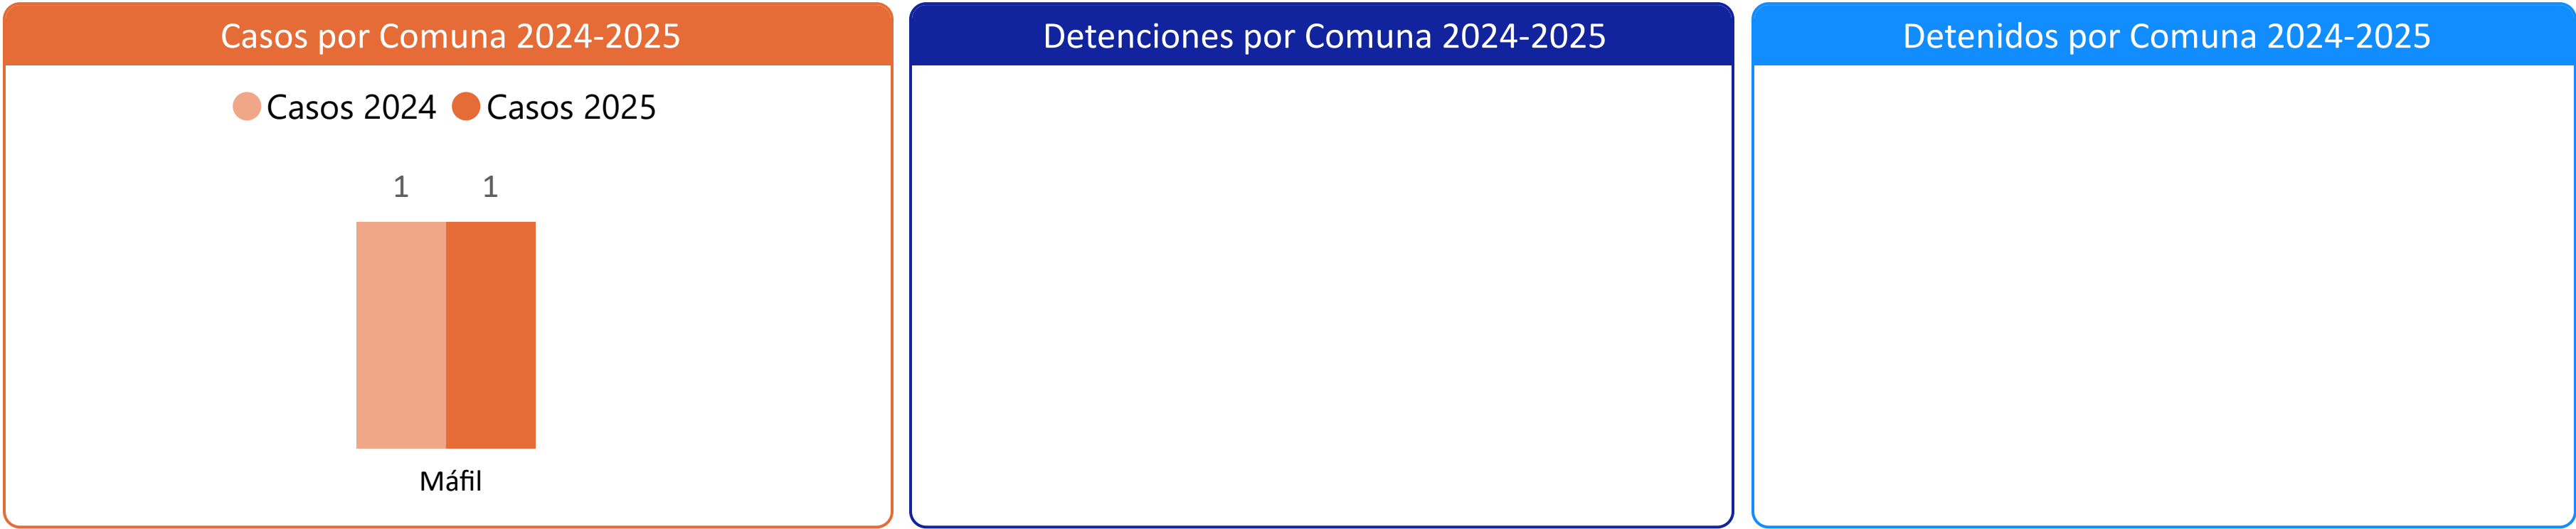 Casos por Comuna 2024-2025
Casos 2024 Casos 2025
1 1
Máfil
Detenciones por Comuna 2024-2025
Detenidos por Comuna 2024-2025